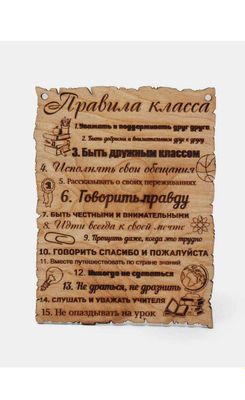 Правила класса
1. Уважать и поддерживать друг друга
2. Быть добрыми и внимательными друг к другу
3. Быть дружным классом
4. Исполнять свои обещания
5. Рассказывать о своих переживаниях
6. Говорить правду
7. БЫТЬ ЧЕСТНЫМИ И ВНИМАТЕЛЬНЫМИ
8. Идти всегда к своей мечте
9. Прощать даже, когда это трудно
10. ГОВОРИТЬ СПАСИБО И ПОЖАЛУЙСТА
11. Вместе путешествовать по стране знаний
12. Никогда не сдаваться
13. Не драться, не дразнить
14. СЛУШАТЬ И УВАЖАТЬ УЧИТЕЛЯ
15. Не опаздывать на урок